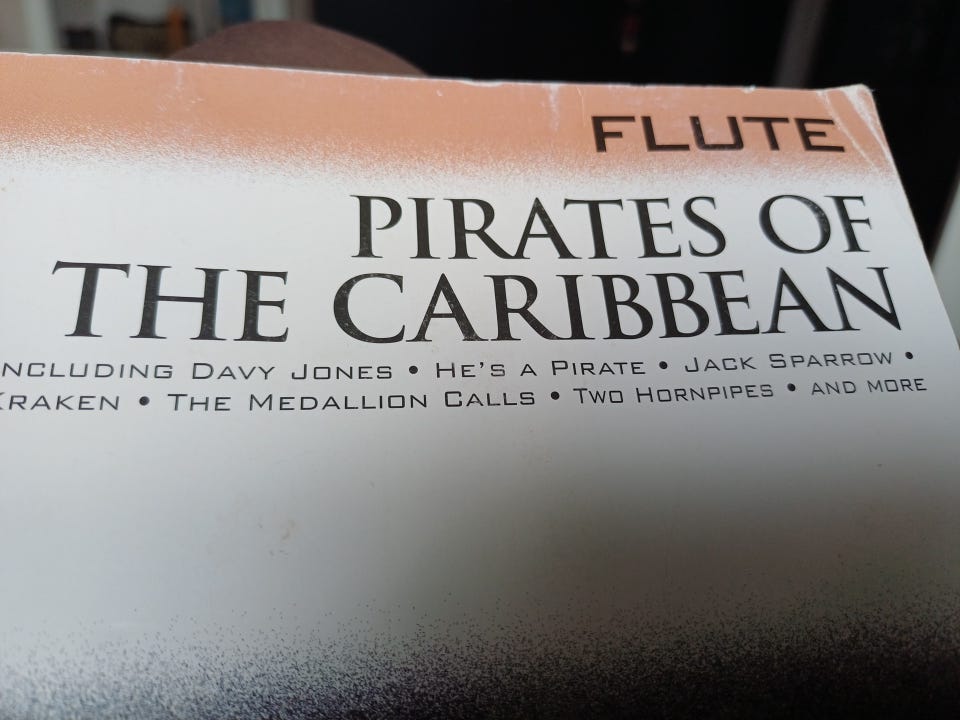 FLUTE
PIRATES OF
THE CARIBBEAN
NCLUDING DAVY JONES • HE'S A PIRATE • JACK SPARROW •
KRAKEN • THE MEDALLION CALLS • TWO HORNPIPES • AND MORE